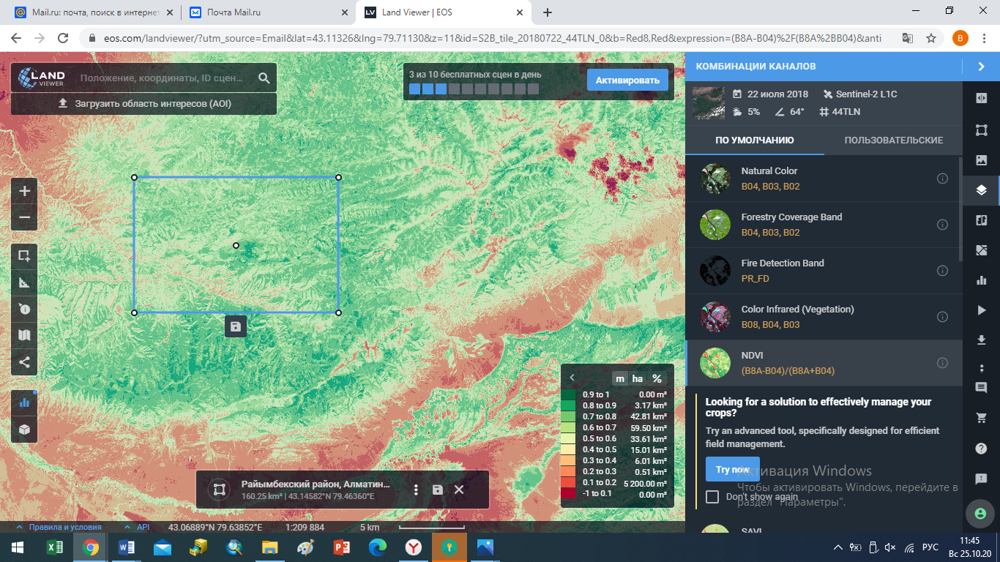 Mail.ru: почта, поиск в интернет
Почта Mail.ru
Land Viewer | EOS
eos.com/landviewer/?utm_source=Email&lat=43.11326&lng=79.71130&z=11&id=S2B_tile_20180722_44TLN_0&b=Red8,Red&expression=(B8A-B04)%2F(B8A%2BB04)&anti
B
LAND
VIEWER
Положение, координаты, ID сцен...
Загрузить область интересов (AOI)
3 из 10 бесплатных сцен в день
Активировать
КОМБИНАЦИИ КАНАЛОВ
22 июля 2018
Sentinel-2 L1C
5%
64°
44TLN
ПО УМОЛЧАНИЮ
ПОЛЬЗОВАТЕЛЬСКИЕ
Natural Color
B04, B03, B02
Forestry Coverage Band
B04, B03, B02
Fire Detection Band
PR_FD
Color Infrared (Vegetation)
B08, B04, B03
NDVI
(B8A-B04)/(B8A+B04)
Looking for a solution to effectively manage your
crops?
Try an advanced tool, specifically designed for efficient
field management.
Try now
Don't show again
SAVI
Активация Windows
Чтобы активировать Windows, перейдите в
раздел "Параметры".
m ha %
0.9 to 1 0.00 m²
0.8 to 0.9 3.17 km²
0.7 to 0.8 42.81 km²
0.6 to 0.7 59.50 km²
0.5 to 0.6 33.61 km²
0.4 to 0.5 15.01 km²
0.3 to 0.4 6.01 km²
0.2 to 0.3 0.51 km²
0.1 to 0.2 5 200.00 m²
-1 to 0.1 0.00 m²
Райымбекский район, Алматин...
160.25 km² | 43.14582°N 79.46360°E
Правила и условия
API
43.06889°N 79.63852°E
1:209 884
5 km
РУС
11:45
Вс 25.10.20